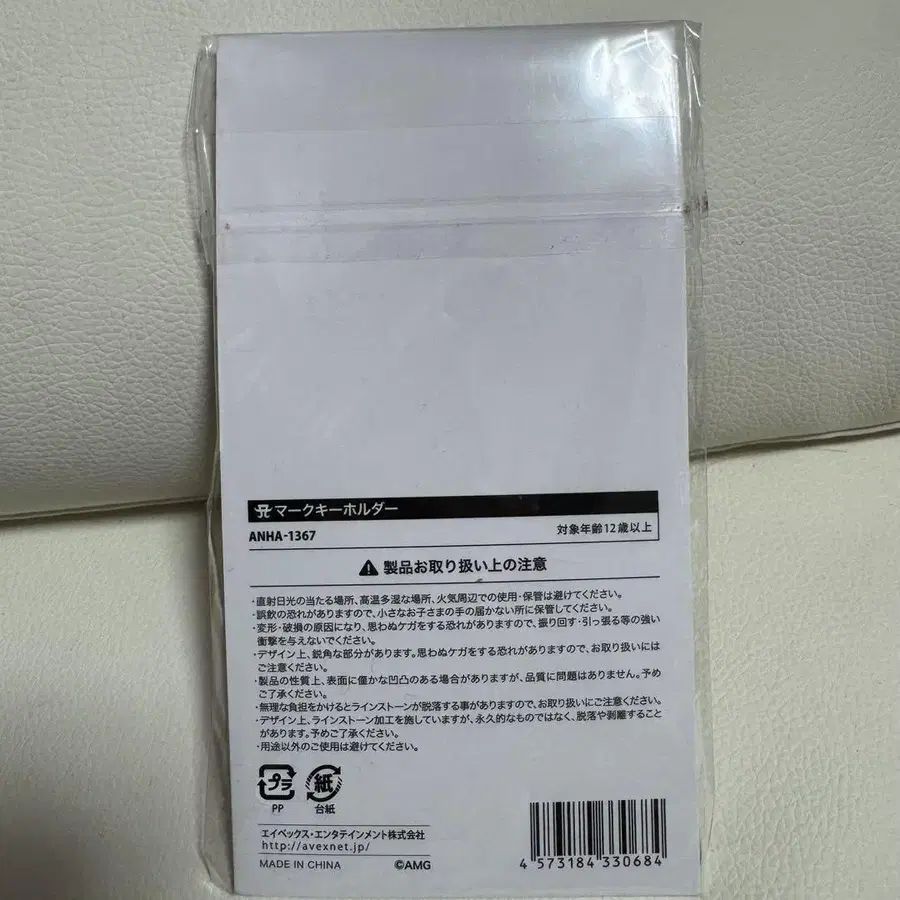 マークキーホルダー
ANHA-1367
対象年齢12歳以上
製品お取り扱い上の注意
・直射日光の当たる場所、高温多湿な場所、火気周辺での使用・保管は避けてください。
・誤飲の恐れがありますので、小さなお子さまの手の届かない所に保管してください。
・変形・破損の原因になり、思わぬケガをする恐れがありますので、振り回す・引っ張る等の強い
衝撃を与えないでください。
・デザイン上、鋭角な部分があります。思わぬケガをする恐れがありますので、お取り扱いには
ご注意ください。
・製品の性質上、表面に僅かな凹凸のある場合がありますが、品質に問題はありません。予め
ご了承ください。
・無理な負担をかけるとラインストーンが脱落する事がありますので、お取り扱いにご注意ください。
・デザイン上、ラインストーン加工を施していますが、永久的なものではなく、脱落や剥離すること
があります。予めご了承ください。
・用途以外のご使用は避けてください。
プラ
紙
PP
台紙
エイベックス・エンタテインメント株式会社
http://avexnet.jp/
MADE IN CHINA
©AMG
4 573184 330684